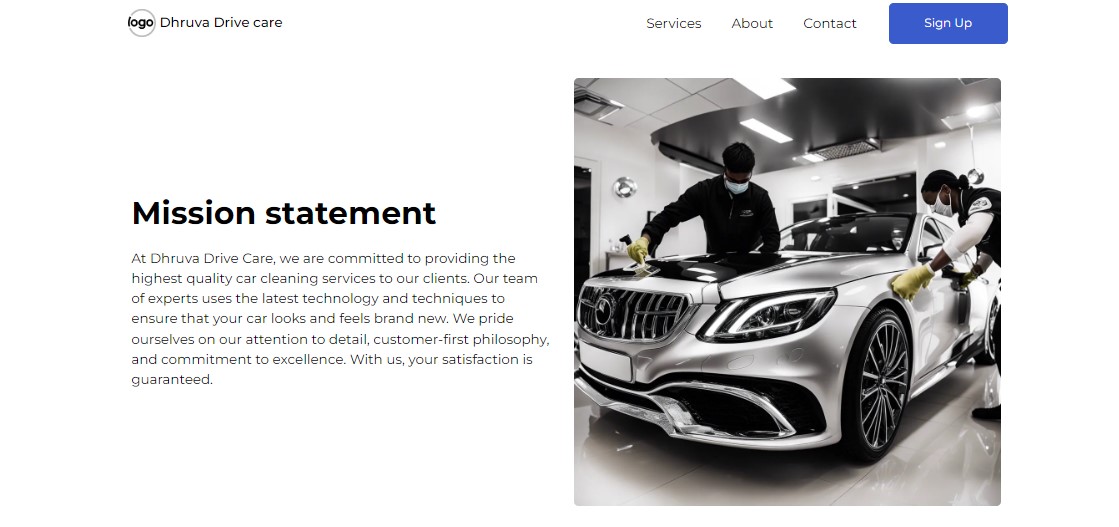 logo Dhruva Drive care
Services About Contact Sign Up
Mission statement
At Dhruva Drive Care, we are committed to providing the
highest quality car cleaning services to our clients. Our team
of experts uses the latest technology and techniques to
ensure that your car looks and feels brand new. We pride
ourselves on our attention to detail, customer-first philosophy,
and commitment to excellence. With us, your satisfaction is
guaranteed.